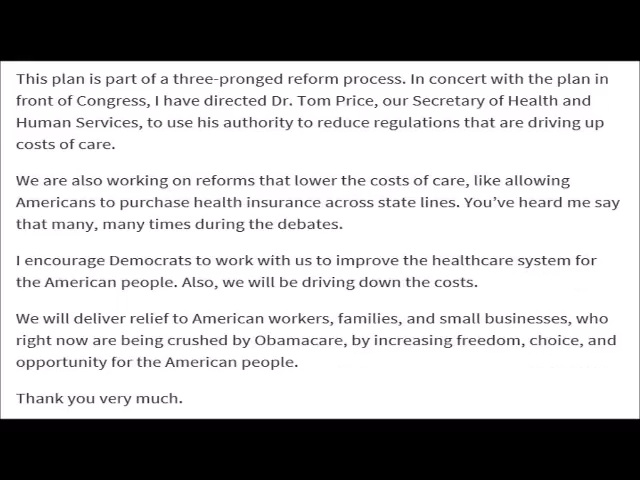 This plan is part of a three-pronged reform process. In concert with the plan in
front of Congress, I have directed Dr. Tom Price, our Secretary of Health and
Human Services, to use his authority to reduce regulations that are driving up
costs of care.
We are also working on reforms that lower the costs of care, like allowing
Americans to purchase health insurance across state lines. You’ve heard me say
that many, many times during the debates.
I encourage Democrats to work with us to improve the healthcare system for
the American people. Also, we will be driving down the costs.
We will deliver relief to American workers, families, and small businesses, who
right now are being crushed by Obamacare, by increasing freedom, choice, and
opportunity for the American people.
Thank you very much.